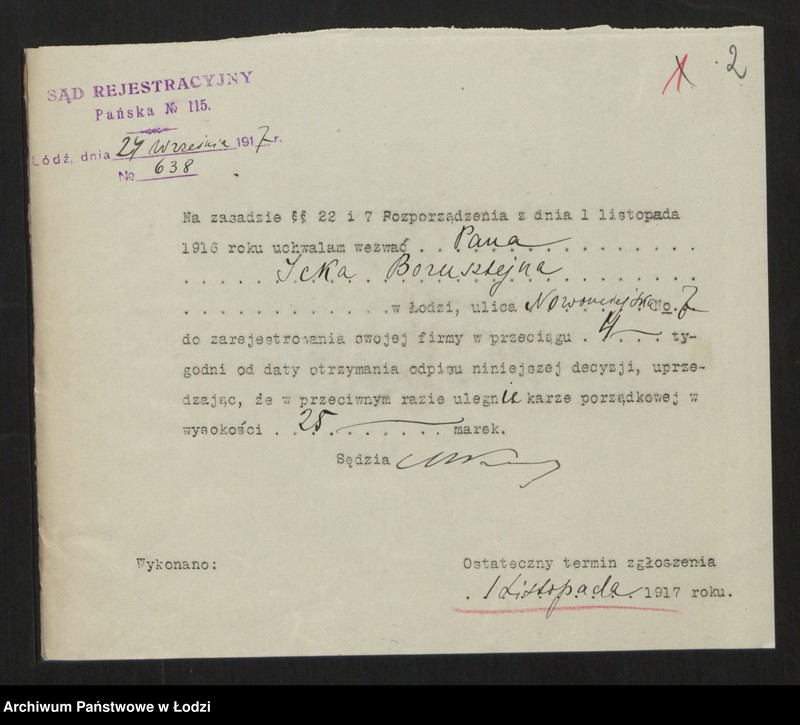 1 2
SĄD REJESTRACYJNY
Pańska № 115.
Łódź, dnia 24 Września 1917 r.
№ 638
Na zasadzie §§ 22 i 7 Rozporządzenia z dnia 1 listopada
1916 roku uchwalam wezwać . . Pana . . . . . . . . . . .
. . . . . . Icka Borusztejna . . . . . . . . .
. . . . . . . . . . . . . w Łodzi, ulica Nowomiejska No. 7
do zarejestrowania swojej firmy w przeciągu . 4 . . . ty-
godni od daty otrzymania odpisu niniejszej decyzji, uprze-
dzając, że w przeciwnym razie ulegnie karze porządkowej w
wysokości . . 25 . . . . . . . marek.
Sędzia
Wykonano:
Ostateczny termin zgłoszenia
. 1 Listopada . 1917 roku.
Archiwum Państwowe w Łodzi